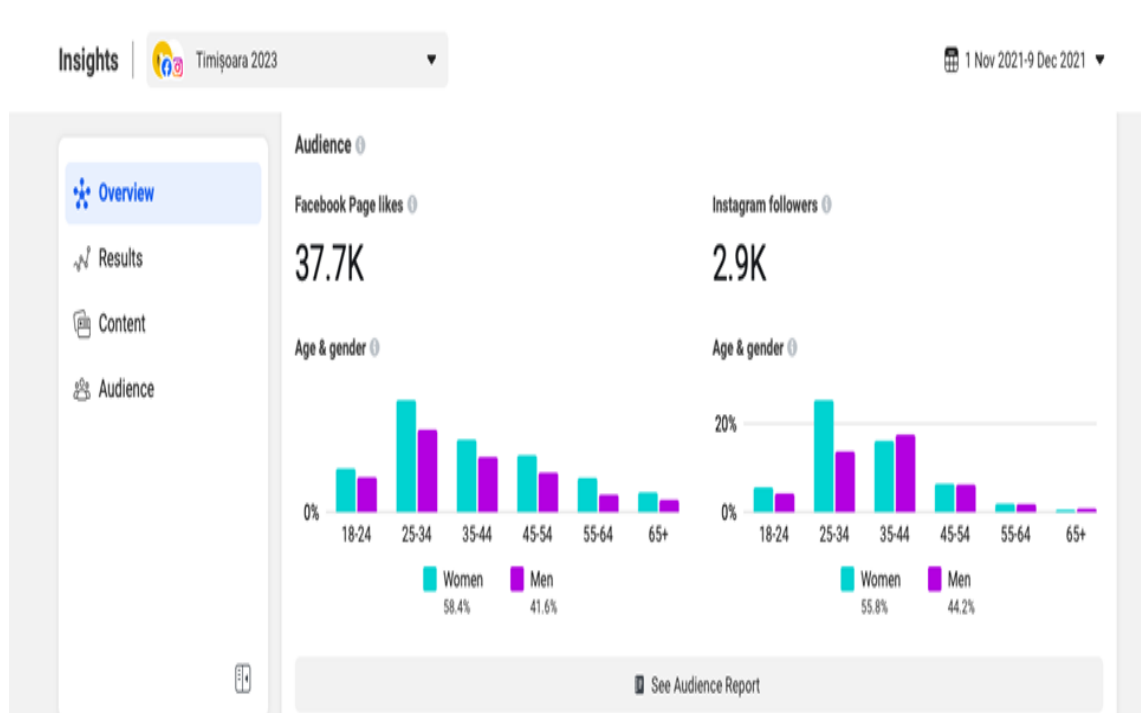 Insights
Timișoara 2023
1 Nov 2021-9 Dec 2021
Overview
Results
Content
Audience
Audience
Facebook Page likes
37.7K
Age & gender
0%
18-24 25-34 35-44 45-54 55-64 65+
Women Men
58.4% 41.6%
Instagram followers
2.9K
Age & gender
20%
0%
18-24 25-34 35-44 45-54 55-64 65+
Women Men
55.8% 44.2%
See Audience Report